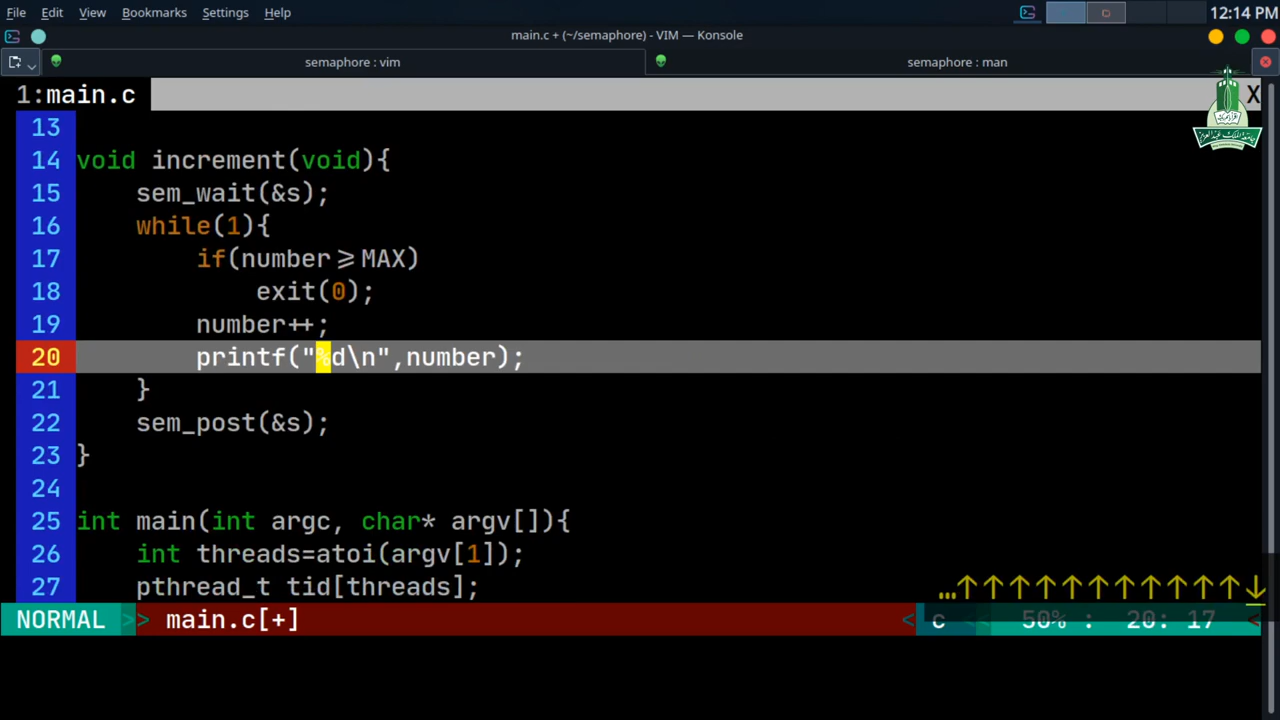 File Edit View Bookmarks Settings Help
12:14 PM
main.c + (~/semaphore) - VIM — Konsole
semaphore : vim
semaphore : man
1:main.c
X
13
14 void increment(void){
15 sem_wait(&s);
16 while(1){
17 if(number⩾MAX)
18 exit(0);
19 number++;
20 printf("%d\n",number);
21 }
22 sem_post(&s);
23 }
24
25 int main(int argc, char* argv[]){
26 int threads=atoi(argv[1]);
27 pthread_t tid[threads];
…↑↑↑↑↑↑↑↑↑↑↑↓
NORMAL >> main.c[+] < c << 50% : 20: 17 <